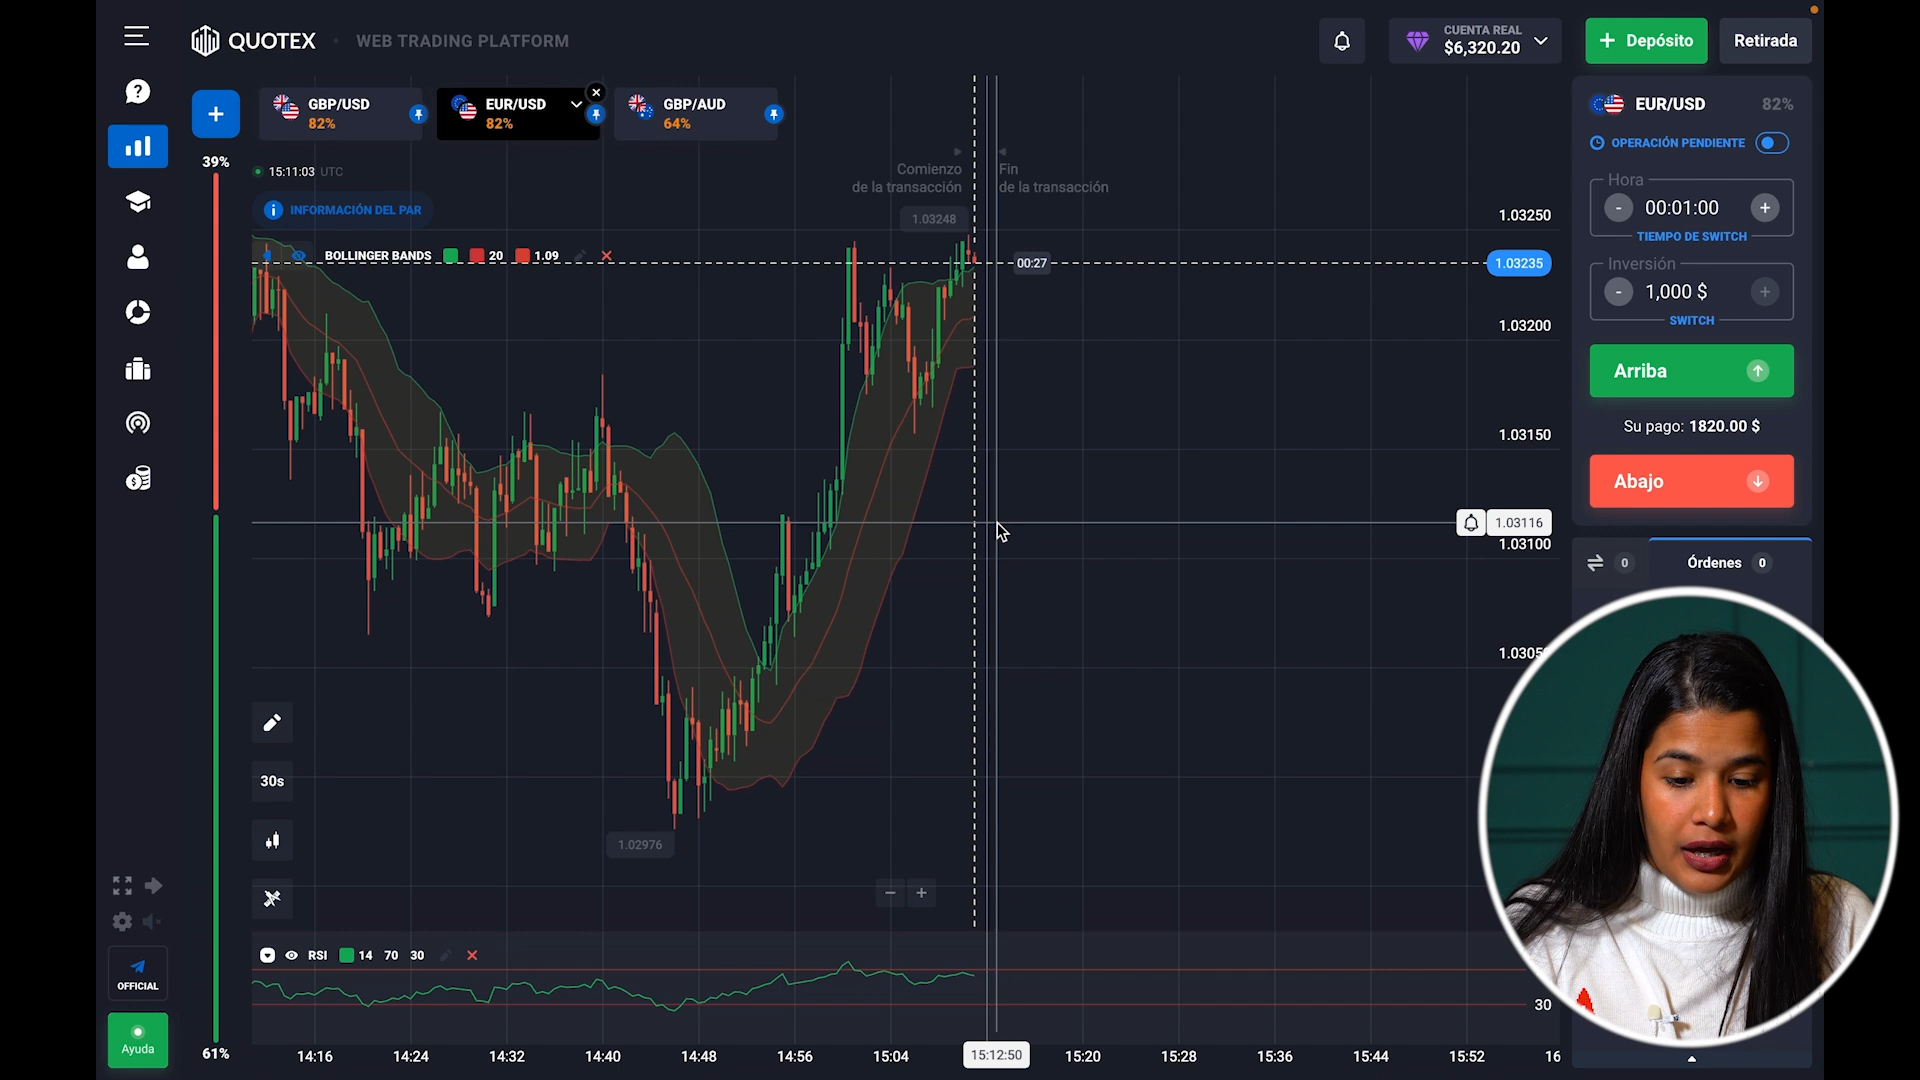 QUOTEX
WEB TRADING PLATFORM
CUENTA REAL
$6,320.20
+ Depósito
Retirada
+
GBP/USD
82%
EUR/USD
82%
GBP/AUD
64%
39%
15:11:03 UTC
INFORMACIÓN DEL PAR
BOLLINGER BANDS 20 1.09
Comienzo
de la transacción
Fin
de la transacción
1.03248
00:27
1.03250
1.03235
1.03200
1.03150
1.03116
1.03100
1.0305
1.02976
30s
- +
RSI 14 70 30
30
14:16
14:24
14:32
14:40
14:48
14:56
15:04
15:12:50
15:20
15:28
15:36
15:44
15:52
16
61%
OFFICIAL
Ayuda
EUR/USD 82%
OPERACIÓN PENDIENTE
Hora
- 00:01:00 +
TIEMPO DE SWITCH
Inversión
- 1,000 $ +
SWITCH
Arriba
Su pago: 1820.00 $
Abajo
0
Órdenes 0